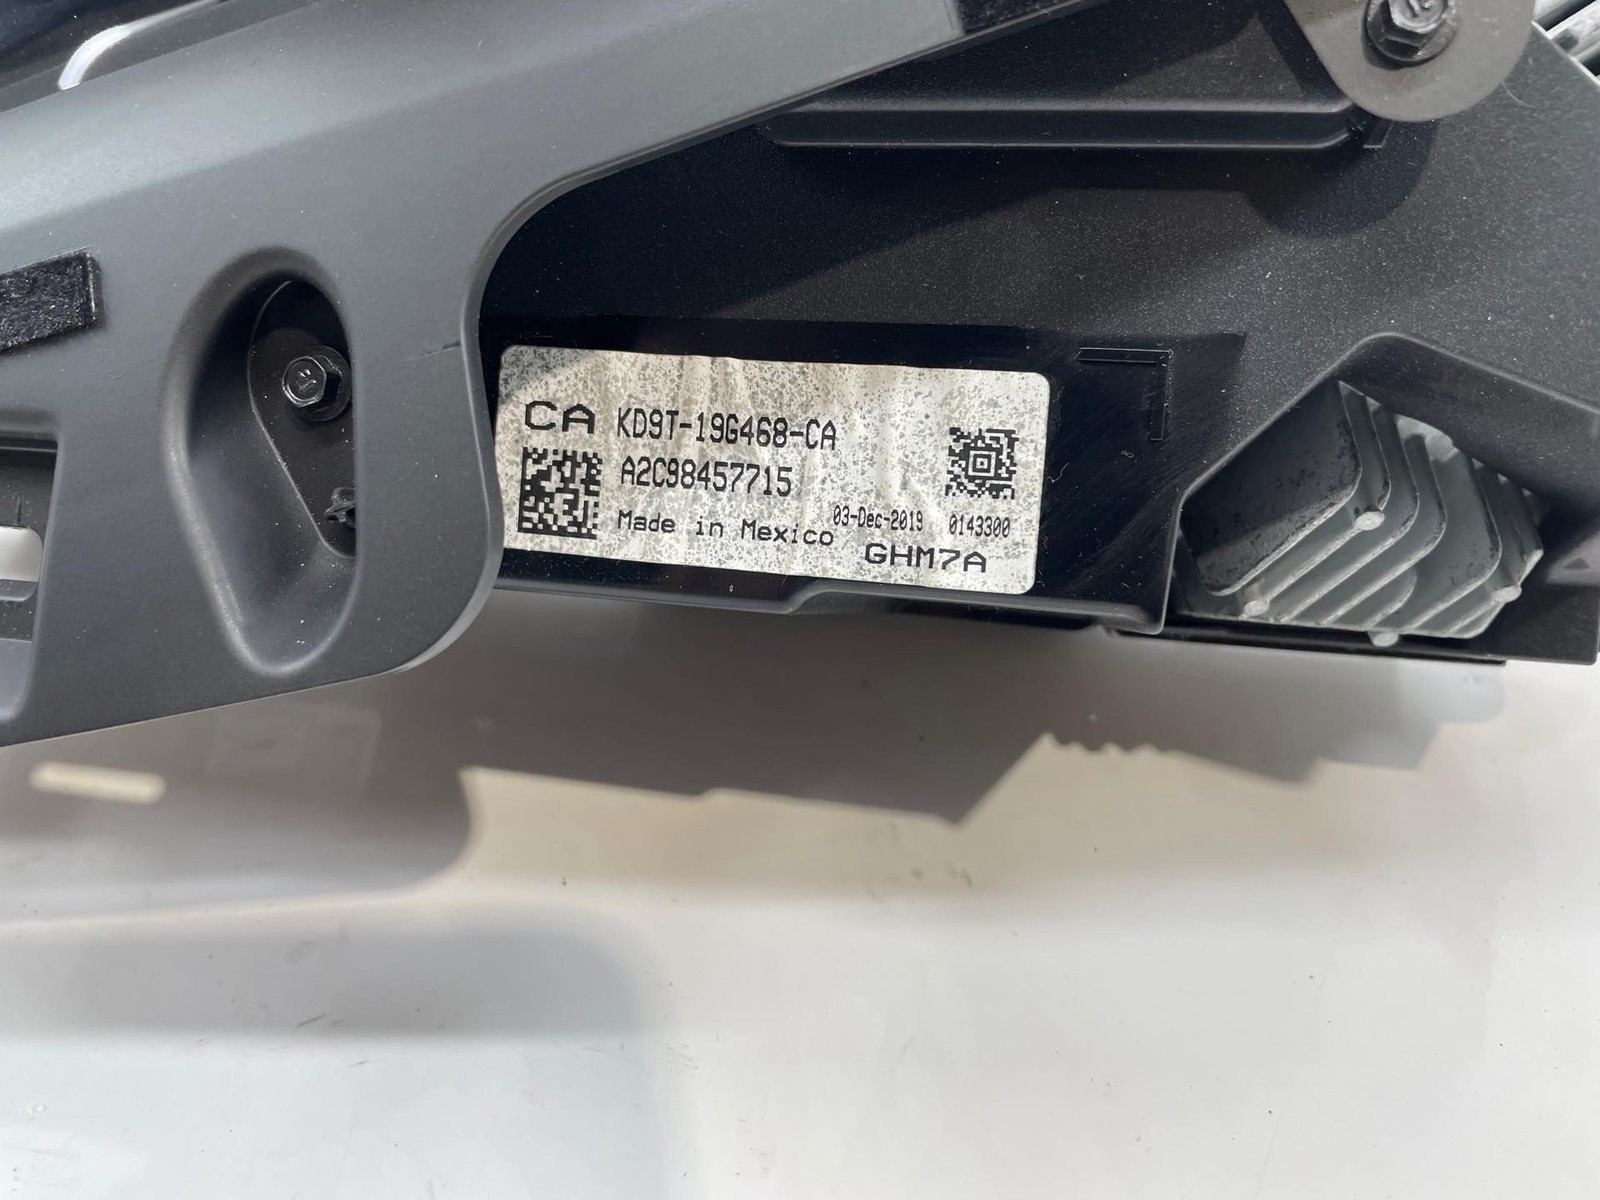 CA KD9T-19G468-CA
A2C98457715
Made in Mexico 03-Dec-2019 0143300
GHM7A